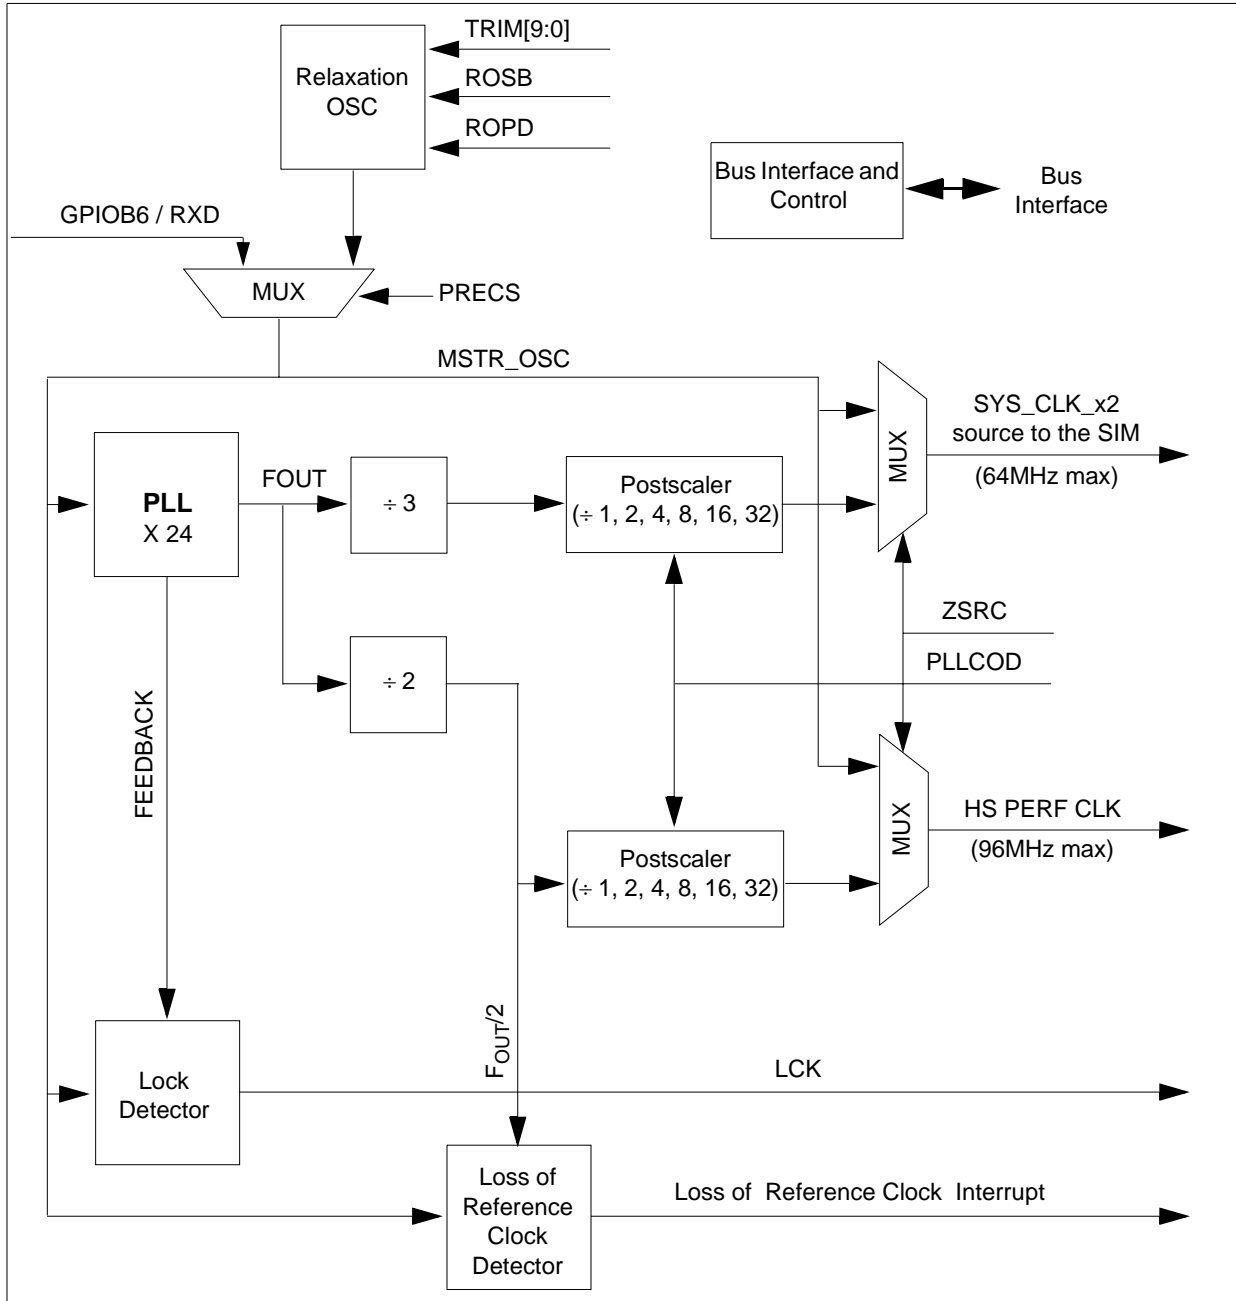 TRIM[9:0]
Relaxation
OSC
ROSB
ROPD
Bus Interface and
Control
Bus
Interface
GPIOB6 / RXD
MUX
PRECS
MSTR_OSC
MUX
SYS_CLK_x2
source to the SIM
(64MHz max)
PLL
X 24
FOUT
÷ 3
Postscaler
(÷ 1, 2, 4, 8, 16, 32)
ZSRC
PLLCOD
÷ 2
FEEDBACK
MUX
HS PERF CLK
(96MHz max)
Postscaler
(÷ 1, 2, 4, 8, 16, 32)
FOUT/2
Lock
Detector
LCK
Loss of
Reference
Clock
Detector
Loss of Reference Clock Interrupt